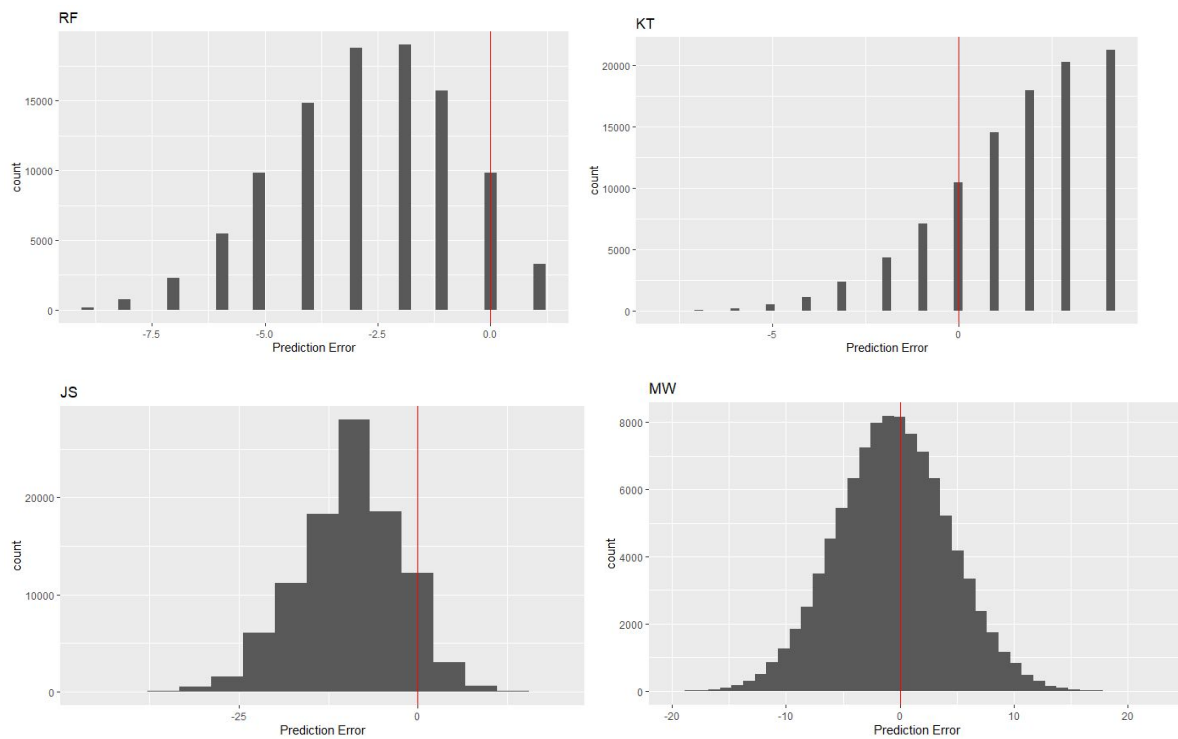 RF
count
15000
10000
5000
0
-7.5 -5.0 -2.5 0.0
Prediction Error
KT
count
20000
15000
10000
5000
0
-5 0
Prediction Error
JS
count
20000
10000
0
-25 0
Prediction Error
MW
count
8000
6000
4000
2000
0
-20 -10 0 10 20
Prediction Error